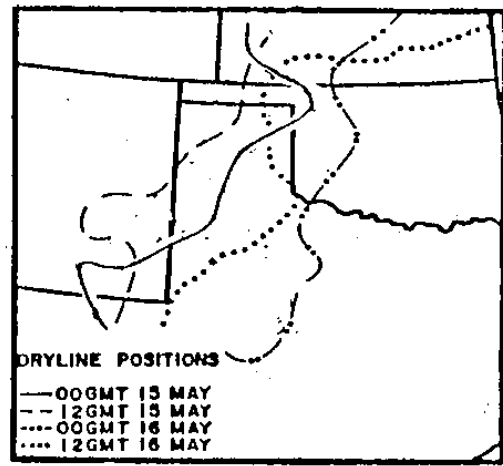 DRYLINE POSITIONS
00GMT 15 MAY
12GMT 15 MAY
00GMT 16 MAY
12GMT 16 MAY